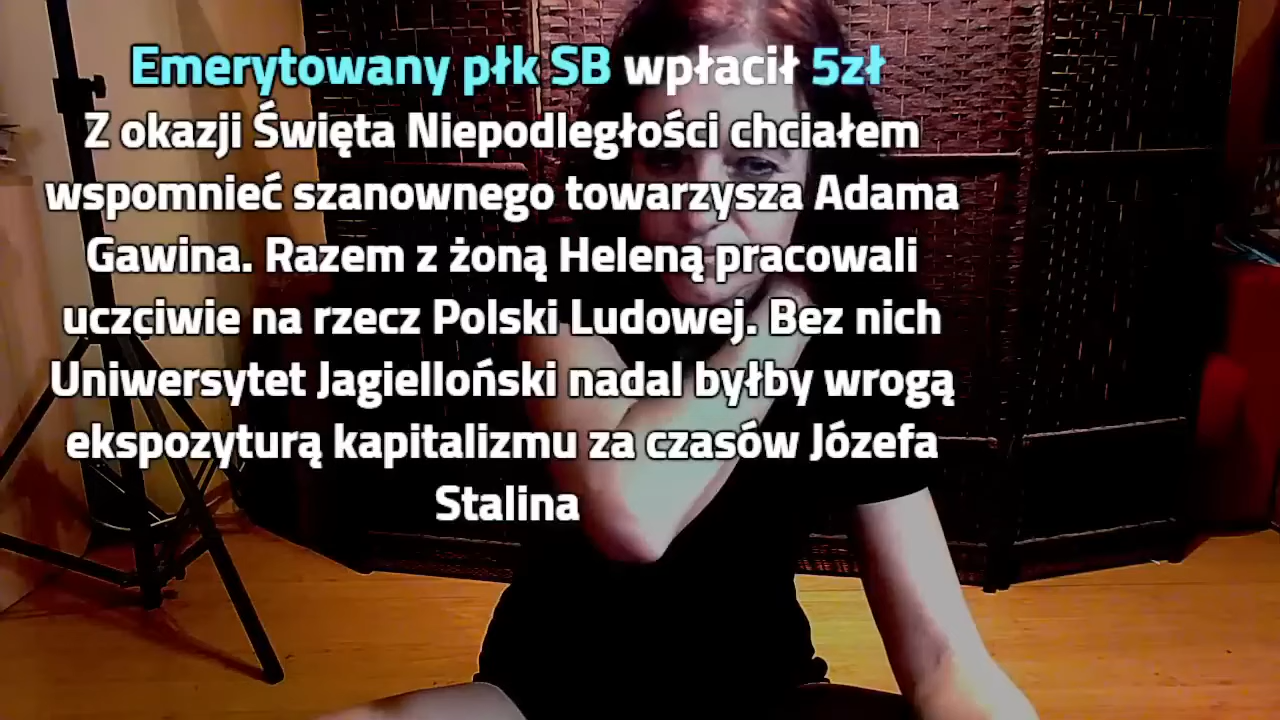 Emerytowany płk SB wpłacił 5zł
Z okazji Święta Niepodległości chciałem
wspomnieć szanownego towarzysza Adama
Gawina. Razem z żoną Heleną pracowali
uczciwie na rzecz Polski Ludowej. Bez nich
Uniwersytet Jagielloński nadal byłby wrogą
ekspozyturą kapitalizmu za czasów Józefa
Stalina